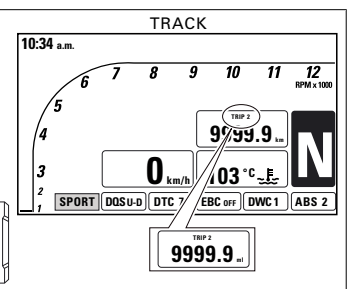 TRACK
10:34 a.m.
6 7 8 9 10 11 12
RPM x 1000
5
4
3
2
1
TRIP 2
9999.9 km
N
0 km/h
103 °C
SPORT DQS U-D DTC 7 EBC OFF DWC 1 ABS 2
TRIP 2
9999.9 mi